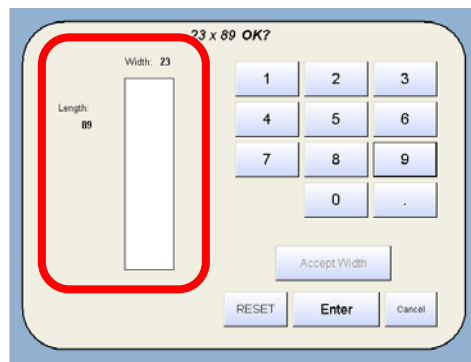 23 x 89 OK?
Width: 23
Length:
89
1 2 3
4 5 6
7 8 9
0 .
Accept Width
RESET Enter Cancel